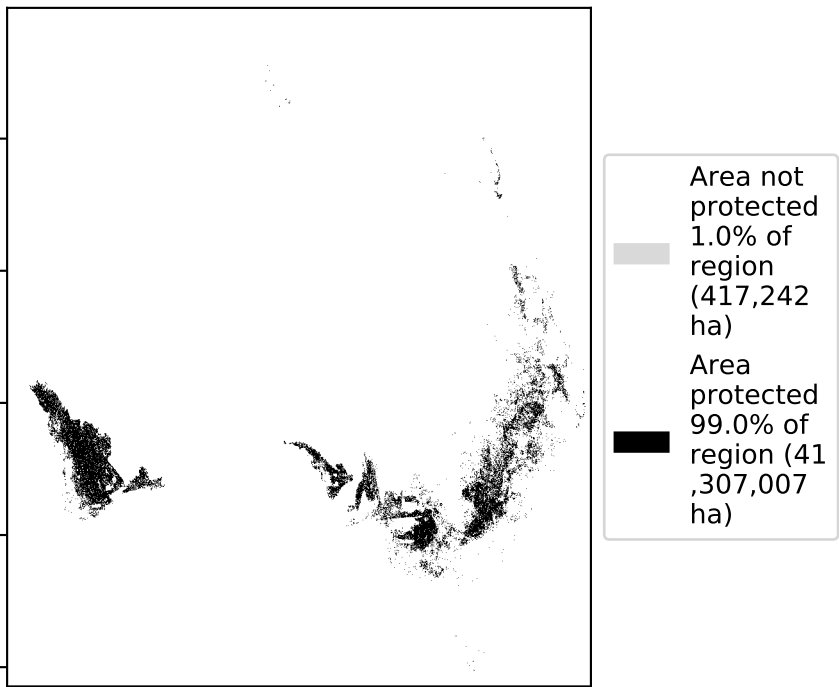 Area not
protected
1.0% of
region
(417,242
ha)
Area
protected
99.0% of
region (41
,307,007
ha)